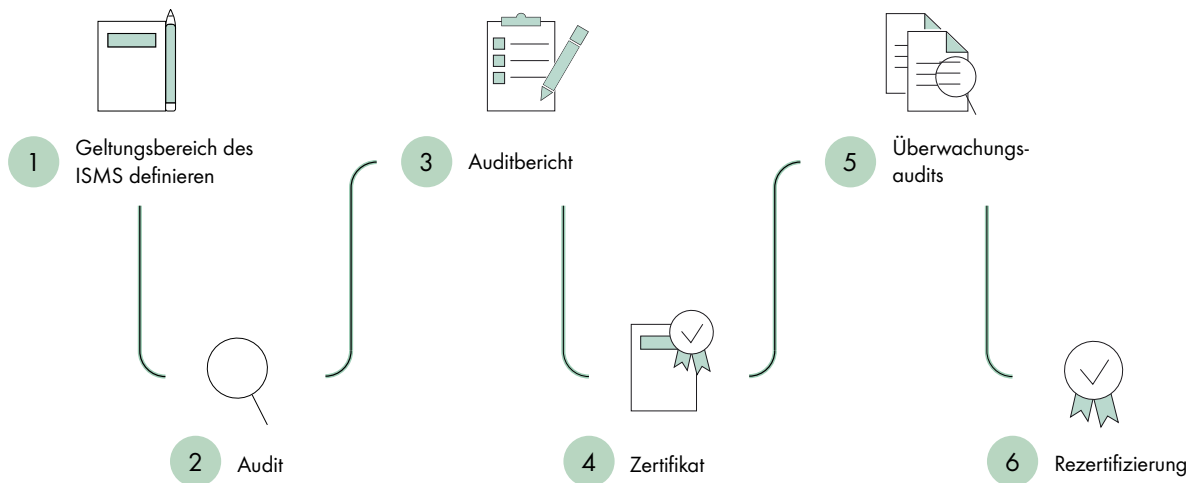 1
Geltungsbereich des
ISMS definieren
2
Audit
3
Auditbericht
4
Zertifikat
5
Überwachungs-
audits
6
Rezertifizierung